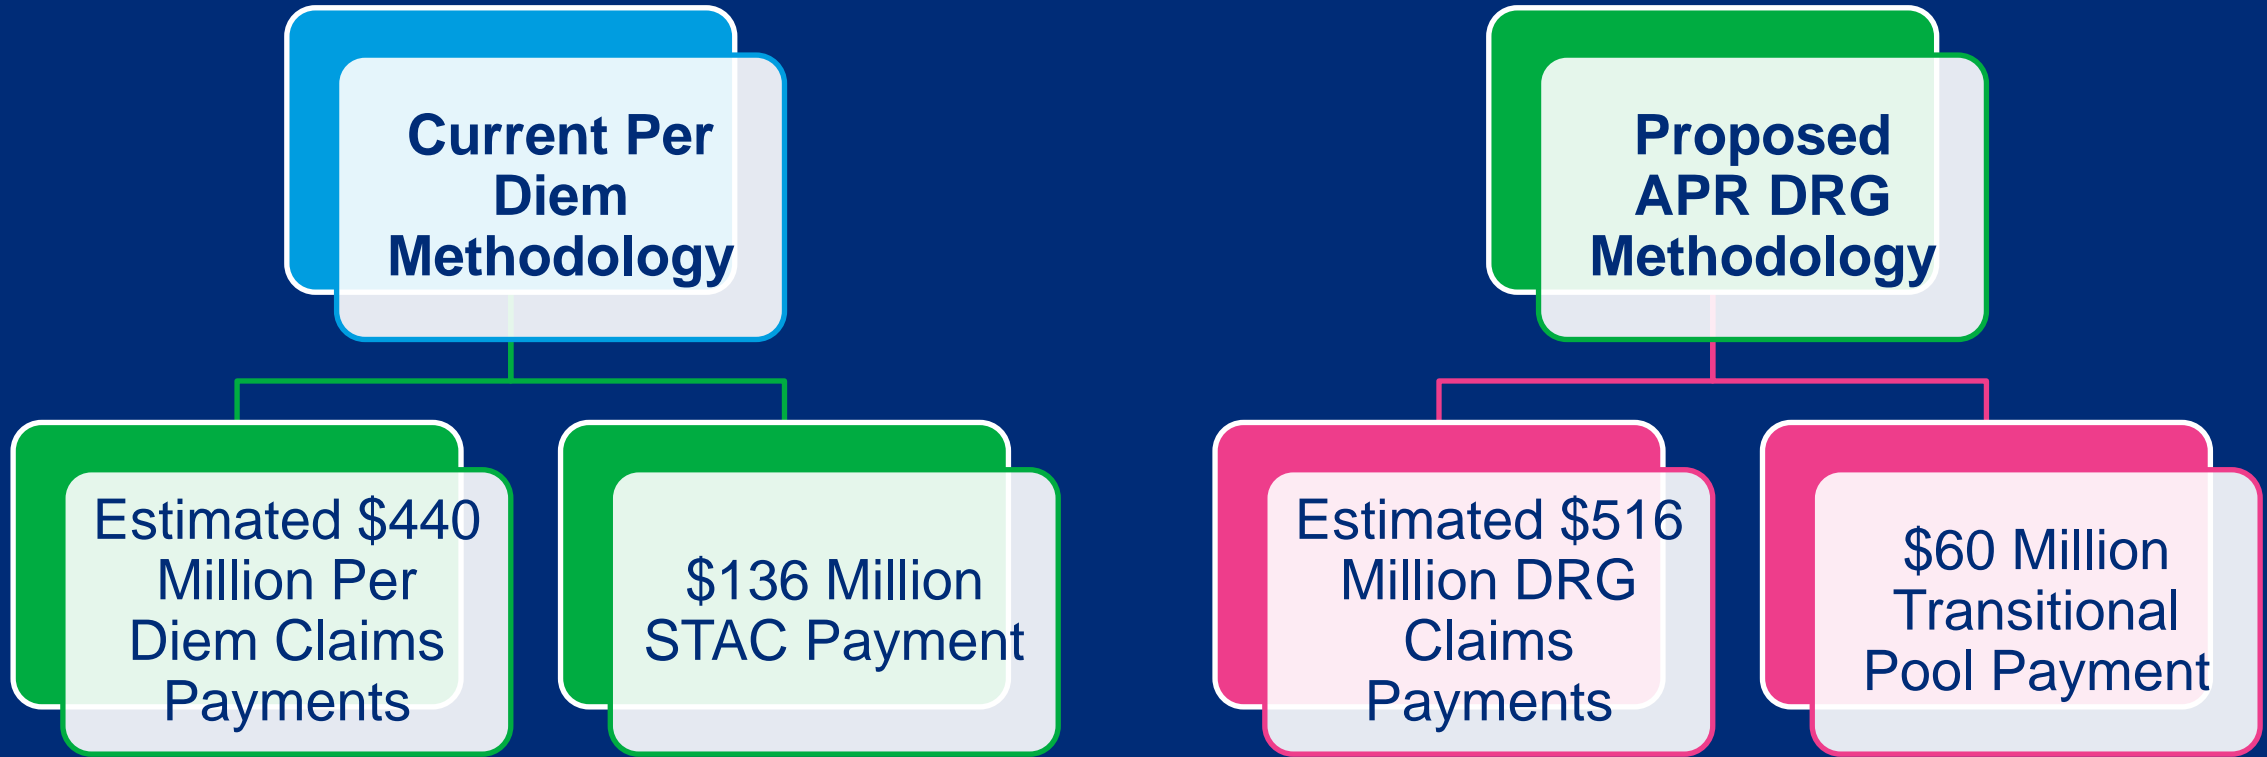 Current Per
Diem
Methodology
Estimated $440
Million Per
Diem Claims
Payments
$136 Million
STAC Payment
Proposed
APR DRG
Methodology
Estimated $516
Million DRG
Claims
Payments
$60 Million
Transitional
Pool Payment